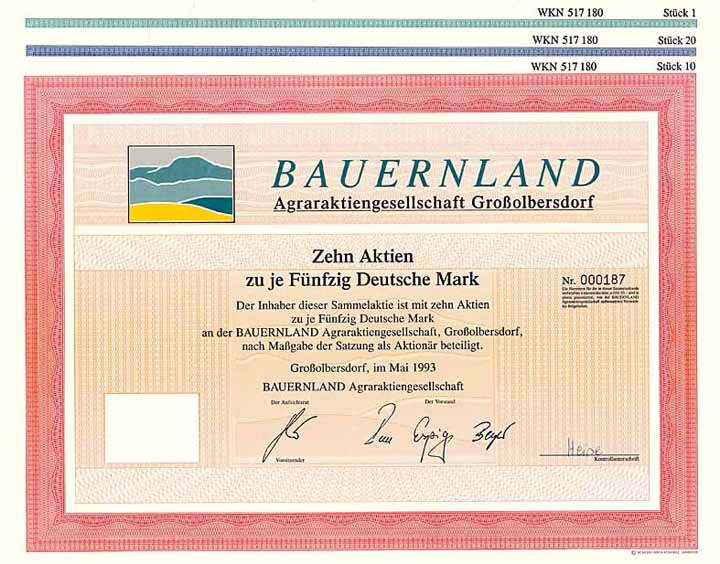 WKN 517 180 Stück 1
WKN 517 180 Stück 20
WKN 517 180 Stück 10
BAUERNLAND
Agraraktiengesellschaft Großolbersdorf
Zehn Aktien
zu je Fünfzig Deutsche Mark
Nr. 000187
Der Inhaber dieser Sammelaktie ist mit zehn Aktien
zu je Fünfzig Deutsche Mark
an der BAUERNLAND Agraraktiengesellschaft, Großolbersdorf,
nach Maßgabe der Satzung als Aktionär beteiligt.
Großolbersdorf, im Mai 1993
BAUERNLAND Agraraktiengesellschaft
Der Aufsichtsrat Der Vorstand
Vorsitzender
Kontrollunterschrift